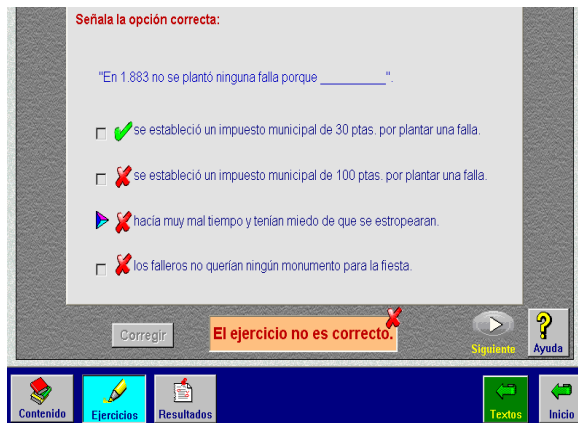 Señala la opción correcta:
"En 1.883 no se plantó ninguna falla porque __________".
se estableció un impuesto municipal de 30 ptas. por plantar una falla.
se estableció un impuesto municipal de 100 ptas. por plantar una falla.
hacía muy mal tiempo y tenían miedo de que se estropearan.
los falleros no querían ningún monumento para la fiesta.
Corregir
El ejercicio no es correcto.
Siguiente
Ayuda
Contenido
Ejercicios
Resultados
Textos
Inicio